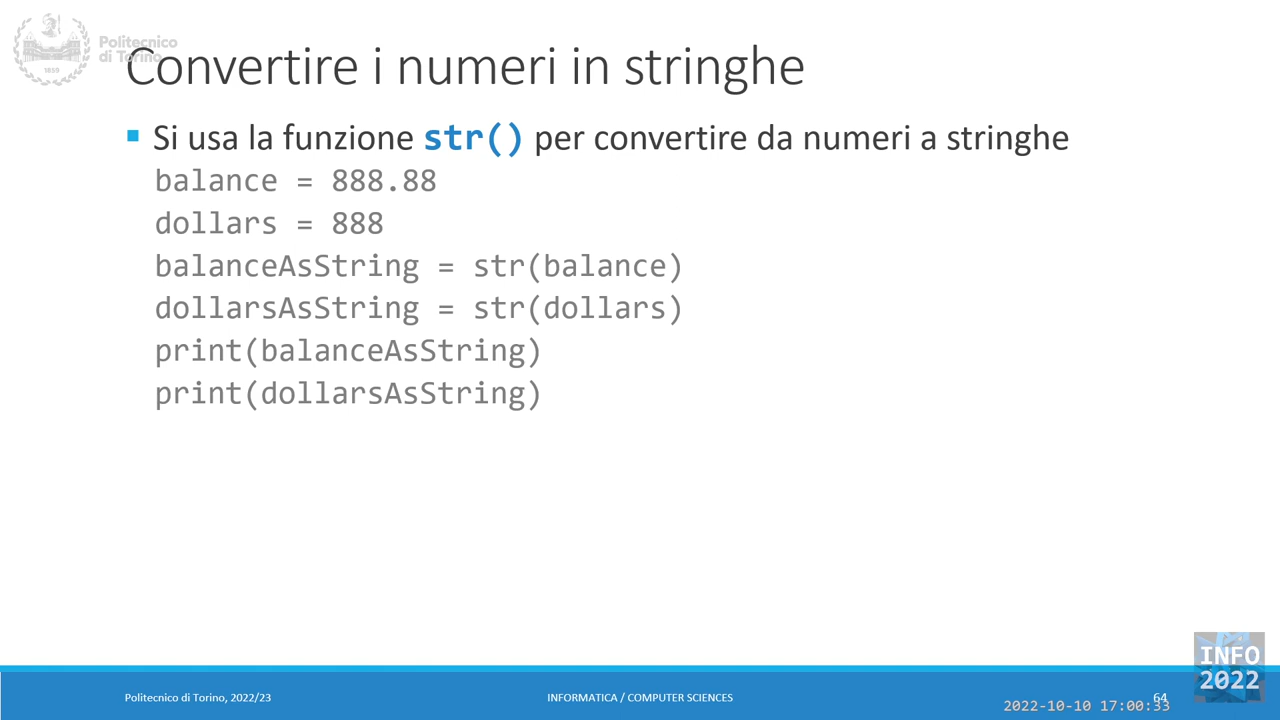 Politecnico
di Torino
1859
Convertire i numeri in stringhe
Si usa la funzione str() per convertire da numeri a stringhe
balance = 888.88
dollars = 888
balanceAsString = str(balance)
dollarsAsString = str(dollars)
print(balanceAsString)
print(dollarsAsString)
INFO
2022
Politecnico di Torino, 2022/23
INFORMATICA / COMPUTER SCIENCES
64
2022-10-10 17:00:33